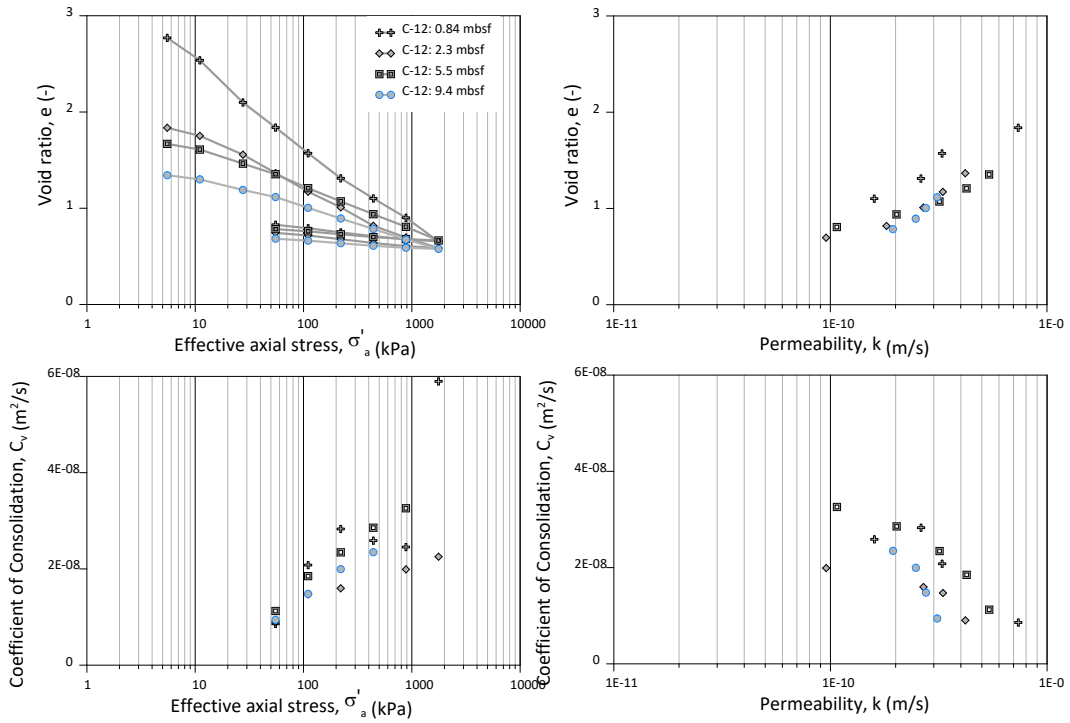 3
2
1
0
Void ratio, e (-)
C-12: 0.84 mbsf
C-12: 2.3 mbsf
C-12: 5.5 mbsf
C-12: 9.4 mbsf
1 10 100 1000 10000
Effective axial stress, σ'a (kPa)
3
2
1
0
Void ratio, e (-)
1E-11 1E-10 1E-0
Permeability, k (m/s)
6E-08
4E-08
2E-08
0
Coefficient of Consolidation, Cv (m²/s)
1 10 100 1000 10000
Effective axial stress, σ'a (kPa)
6E-08
4E-08
2E-08
0
Coefficient of Consolidation, Cv (m²/s)
1E-11 1E-10 1E-0
Permeability, k (m/s)